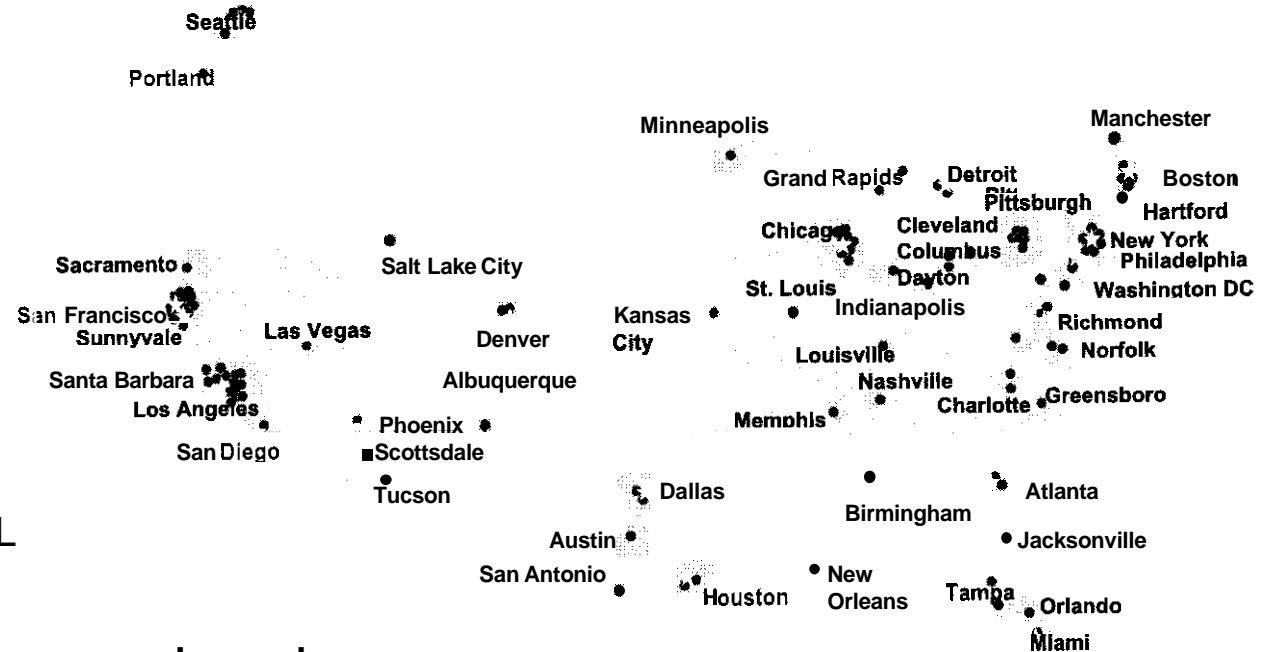 Seattle
Portland
Manchester
Minneapolis
Grand Rapids
Detroit
Boston
Pittsburgh
Hartford
Chicago
Cleveland
New York
Columbus
Philadelphia
Sacramento
Salt Lake City
Dayton
St. Louis
Washington DC
Indianapolis
San Francisco
Kansas
City
Richmond
Sunnyvale
Las Vegas
Denver
Louisville
Norfolk
Santa Barbara
Albuquerque
Nashville
Greensboro
Los Angeles
Charlotte
Memphis
Phoenix
San Diego
Scottsdale
Tucson
Dallas
Atlanta
Birmingham
Austin
Jacksonville
San Antonio
New
Orleans
Houston
Tampa
Orlando
Miami
L